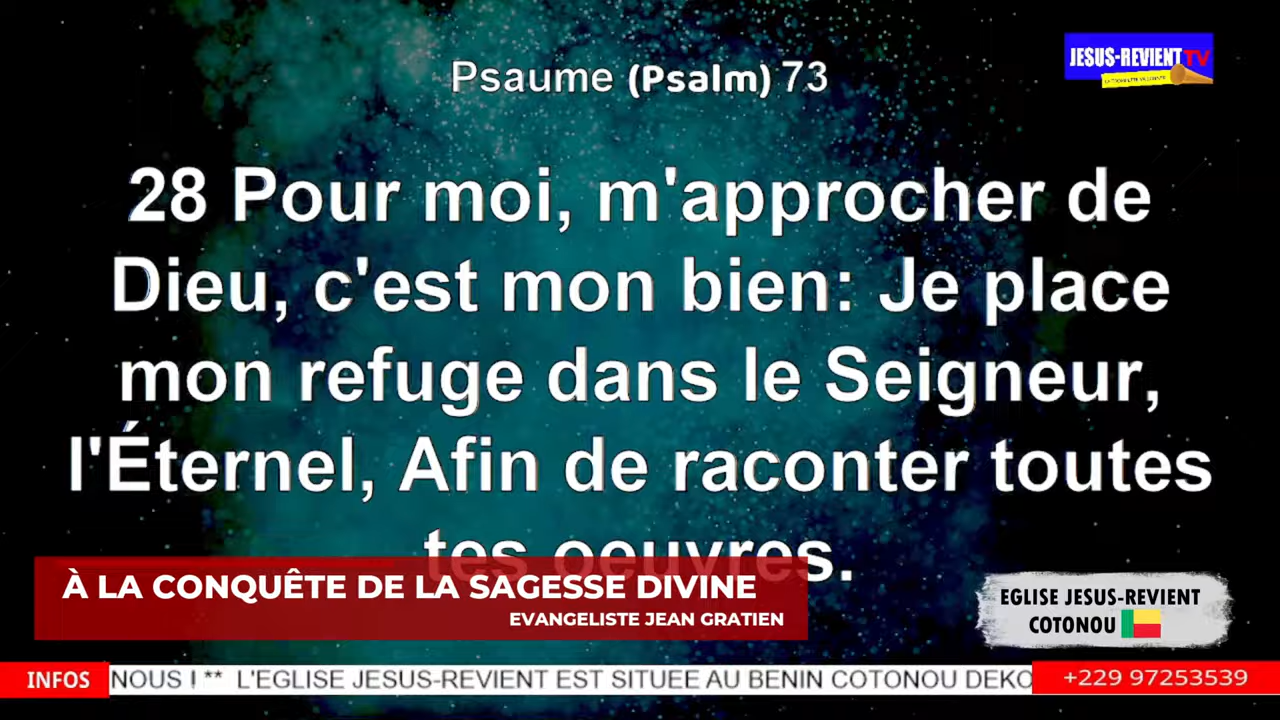 Psaume (Psalm) 73
JESUS-REVIENT TV
28 Pour moi, m'approcher de
Dieu, c'est mon bien: Je place
mon refuge dans le Seigneur,
l'Éternel, Afin de raconter toutes
tes oeuvres.
À LA CONQUÊTE DE LA SAGESSE DIVINE
EVANGELISTE JEAN GRATIEN
EGLISE JESUS-REVIENT
COTONOU
INFOS NOUS ! ** L'EGLISE JESUS-REVIENT EST SITUEE AU BENIN COTONOU DEKO +229 97253539